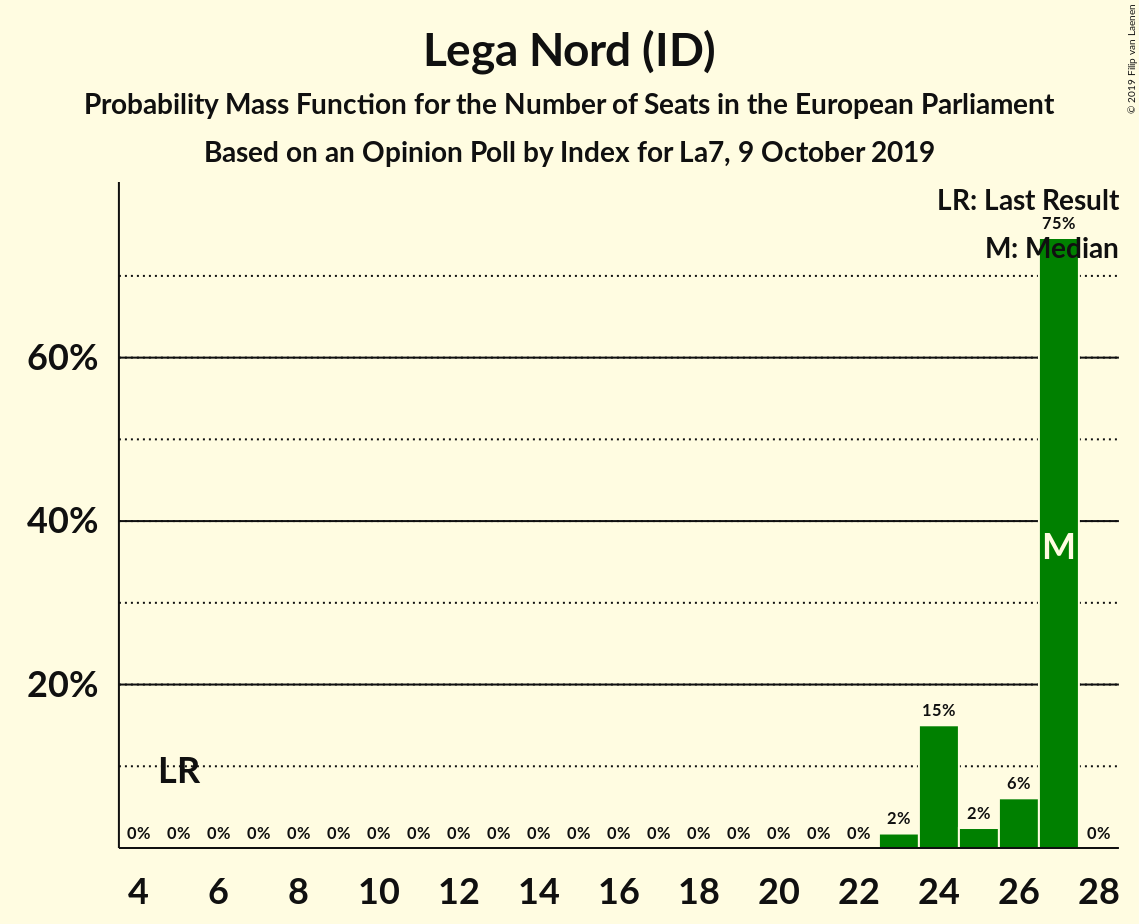 Lega Nord (ID)
Probability Mass Function for the Number of Seats in the European Parliament
Based on an Opinion Poll by Index for La7, 9 October 2019
© 2019 Filip van Laenen
LR: Last Result
75%
M: Median
60%
40%
M
20%
15%
LR
6%
2%
2%
0% 0% 0% 0% 0% 0% 0% 0% 0% 0% 0% 0% 0% 0% 0% 0% 0% 0% 0% 0%
4 6 8 10 12 14 16 18 20 22 24 26 28